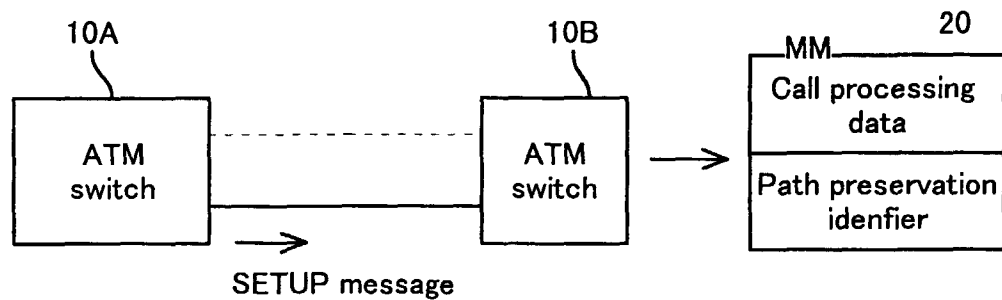 10A
10B
20
MM
ATM
switch
ATM
switch
Call processing
data
Path preservation
idenfier
SETUP message